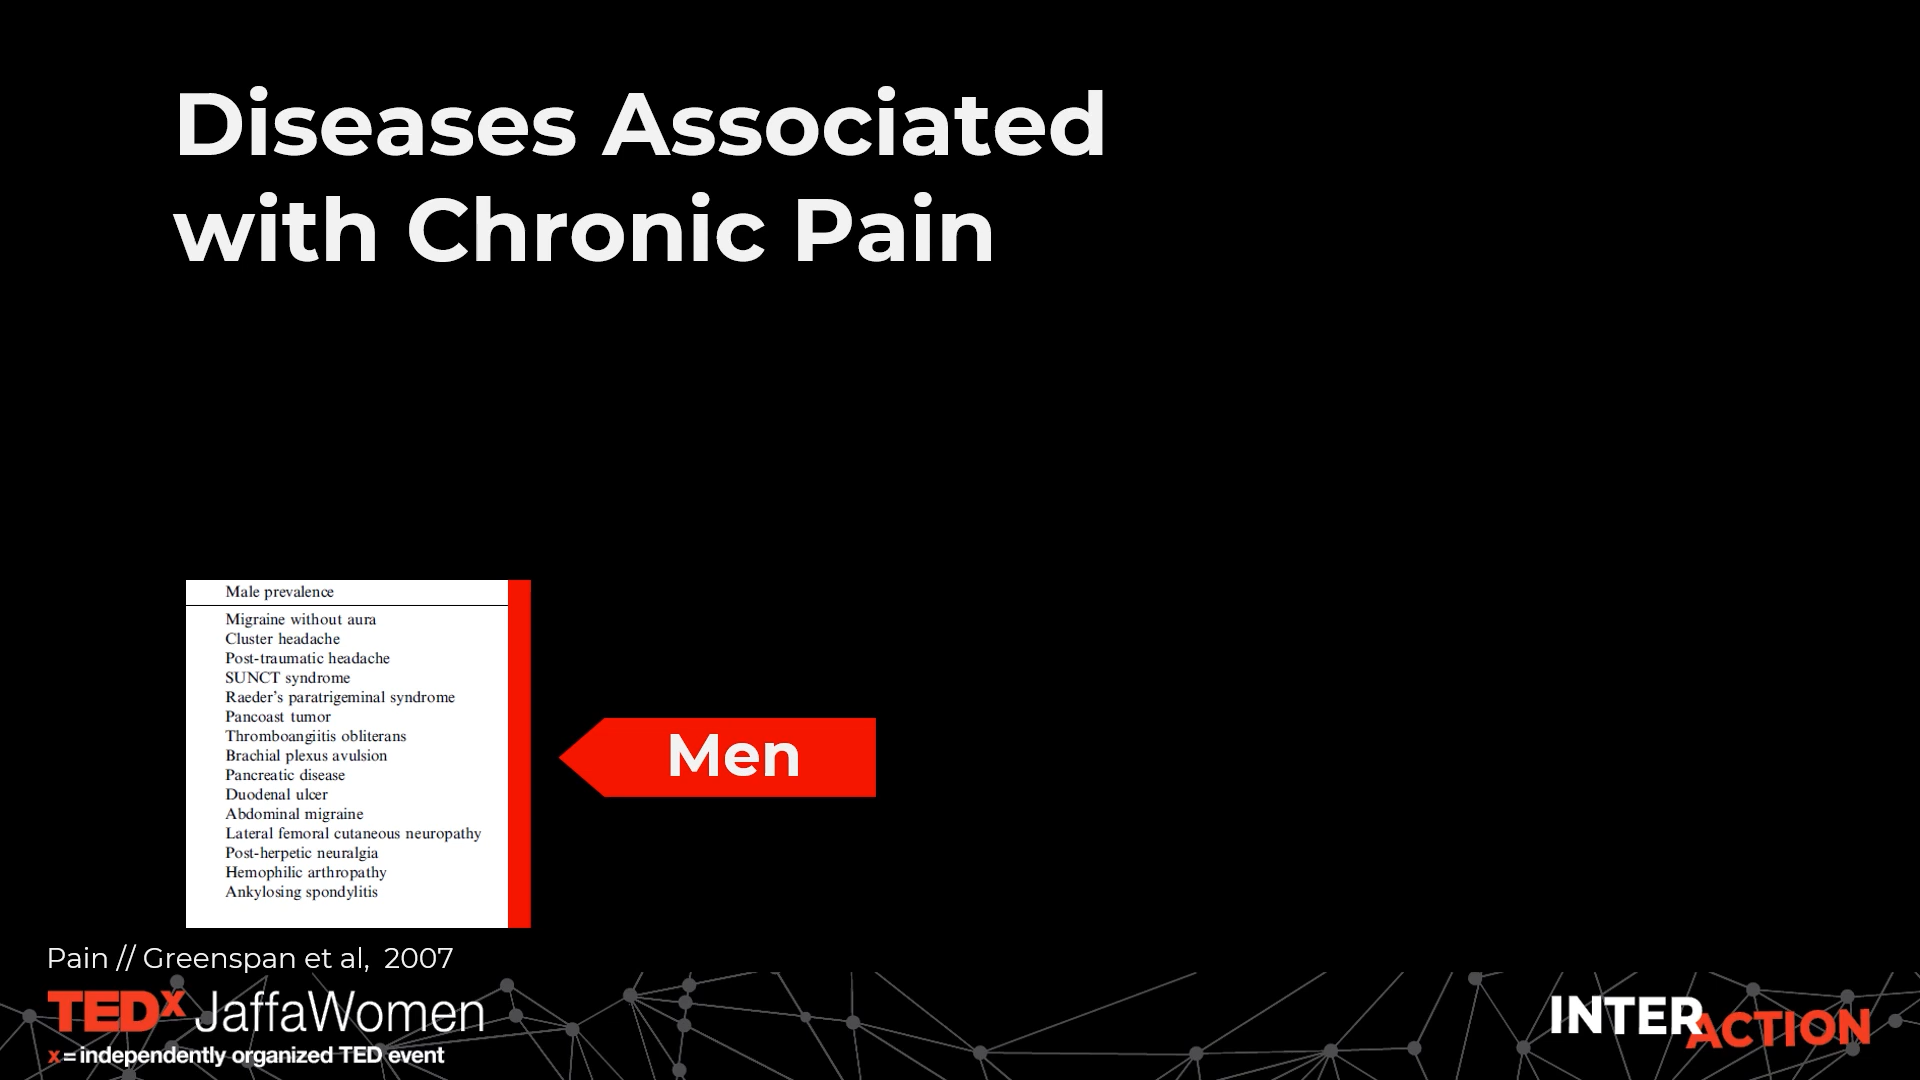 Diseases Associated
with Chronic Pain
Male prevalence
Migraine without aura
Cluster headache
Post-traumatic headache
SUNCT syndrome
Raeder's paratrigeminal syndrome
Pancoast tumor
Thromboangiitis obliterans
Brachial plexus avulsion
Pancreatic disease
Duodenal ulcer
Abdominal migraine
Lateral femoral cutaneous neuropathy
Post-herpetic neuralgia
Hemophilic arthropathy
Ankylosing spondylitis
Men
Pain // Greenspan et al, 2007
TEDx JaffaWomen
x = independently organized TED event
INTERACTION